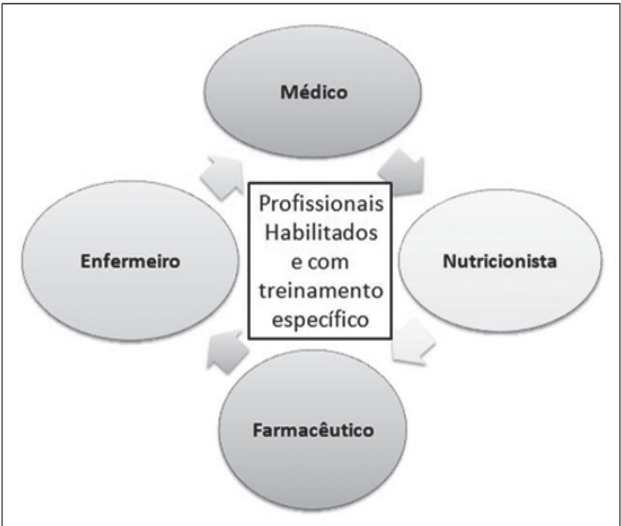 Médico
Profissionais
Habilitados
e com
treinamento
específico
Enfermeiro
Nutricionista
Farmacêutico